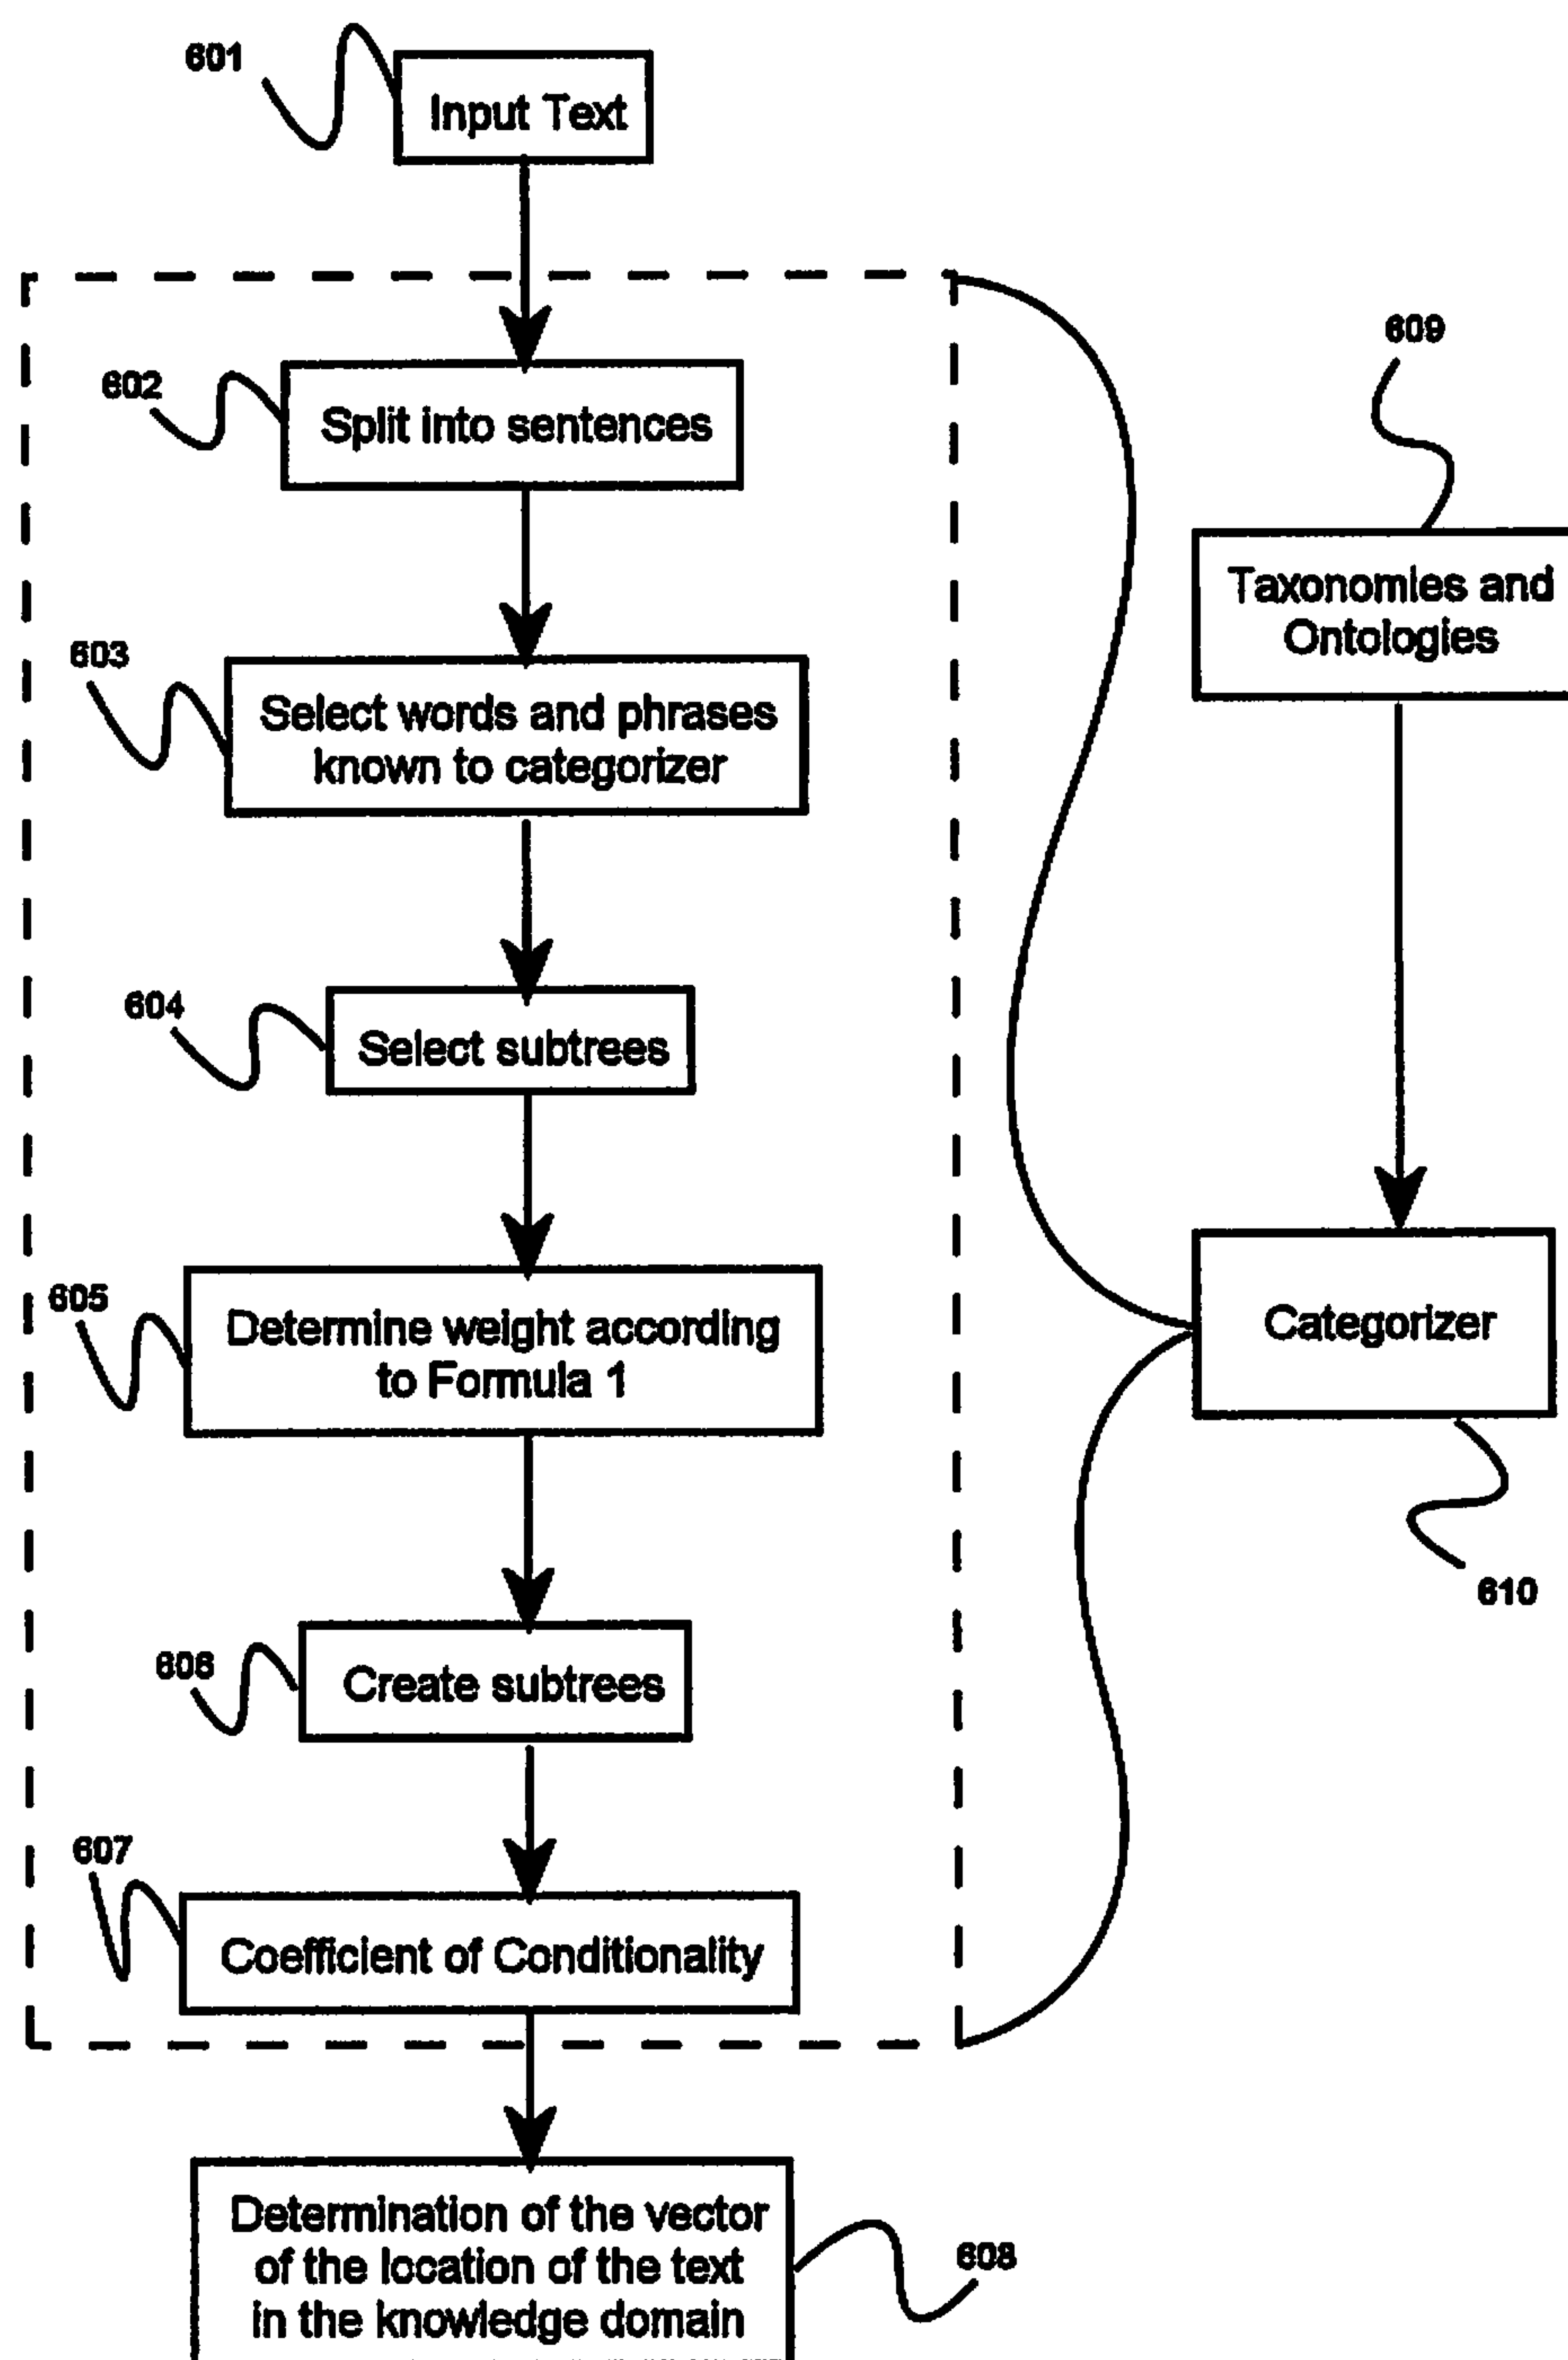 601
Input Text
602
Split into sentences
603
Select words and phrases
known to categorizer
604
Select subtrees
605
Determine weight according
to Formula 1
606
Create subtrees
607
Coefficient of Conditionality
Determination of the vector
of the location of the text
in the knowledge domain
608
609
Taxonomies and
Ontologies
Categorizer
610